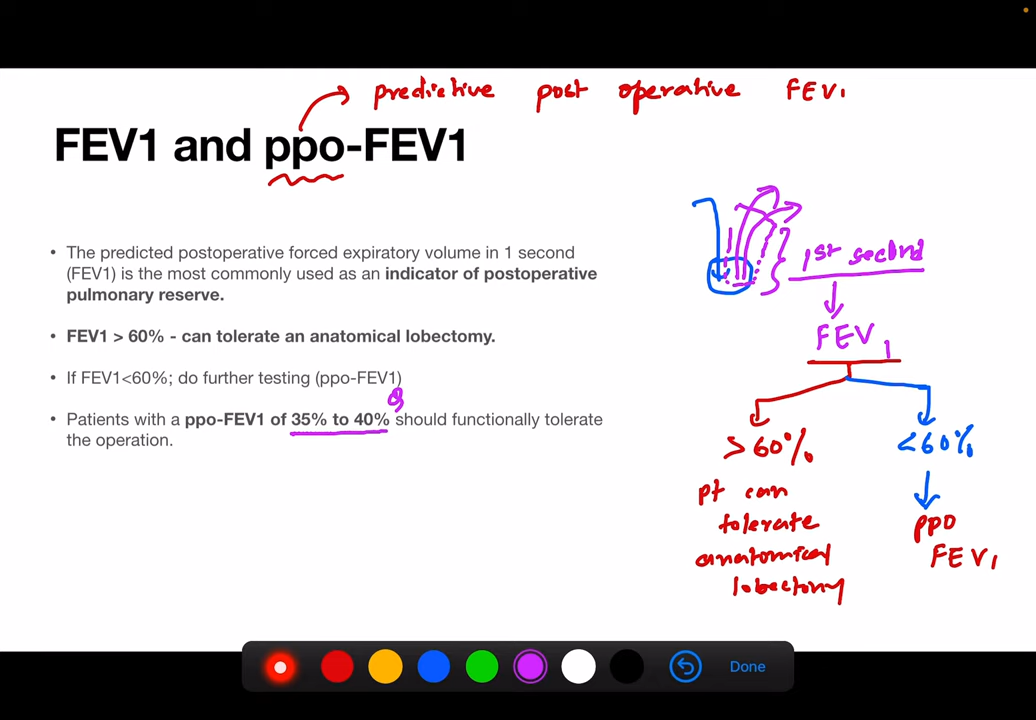 predictive post operative FEV1
FEV1 and ppo-FEV1
• The predicted postoperative forced expiratory volume in 1 second
(FEV1) is the most commonly used as an indicator of postoperative
pulmonary reserve.
• FEV1 > 60% - can tolerate an anatomical lobectomy.
• If FEV1<60%; do further testing (ppo-FEV1)
• Patients with a ppo-FEV1 of 35% to 40% should functionally tolerate
the operation.
1st second
FEV1
>60%
pt can
tolerate
anatomical
lobectomy
<60%
ppo
FEV1
Done